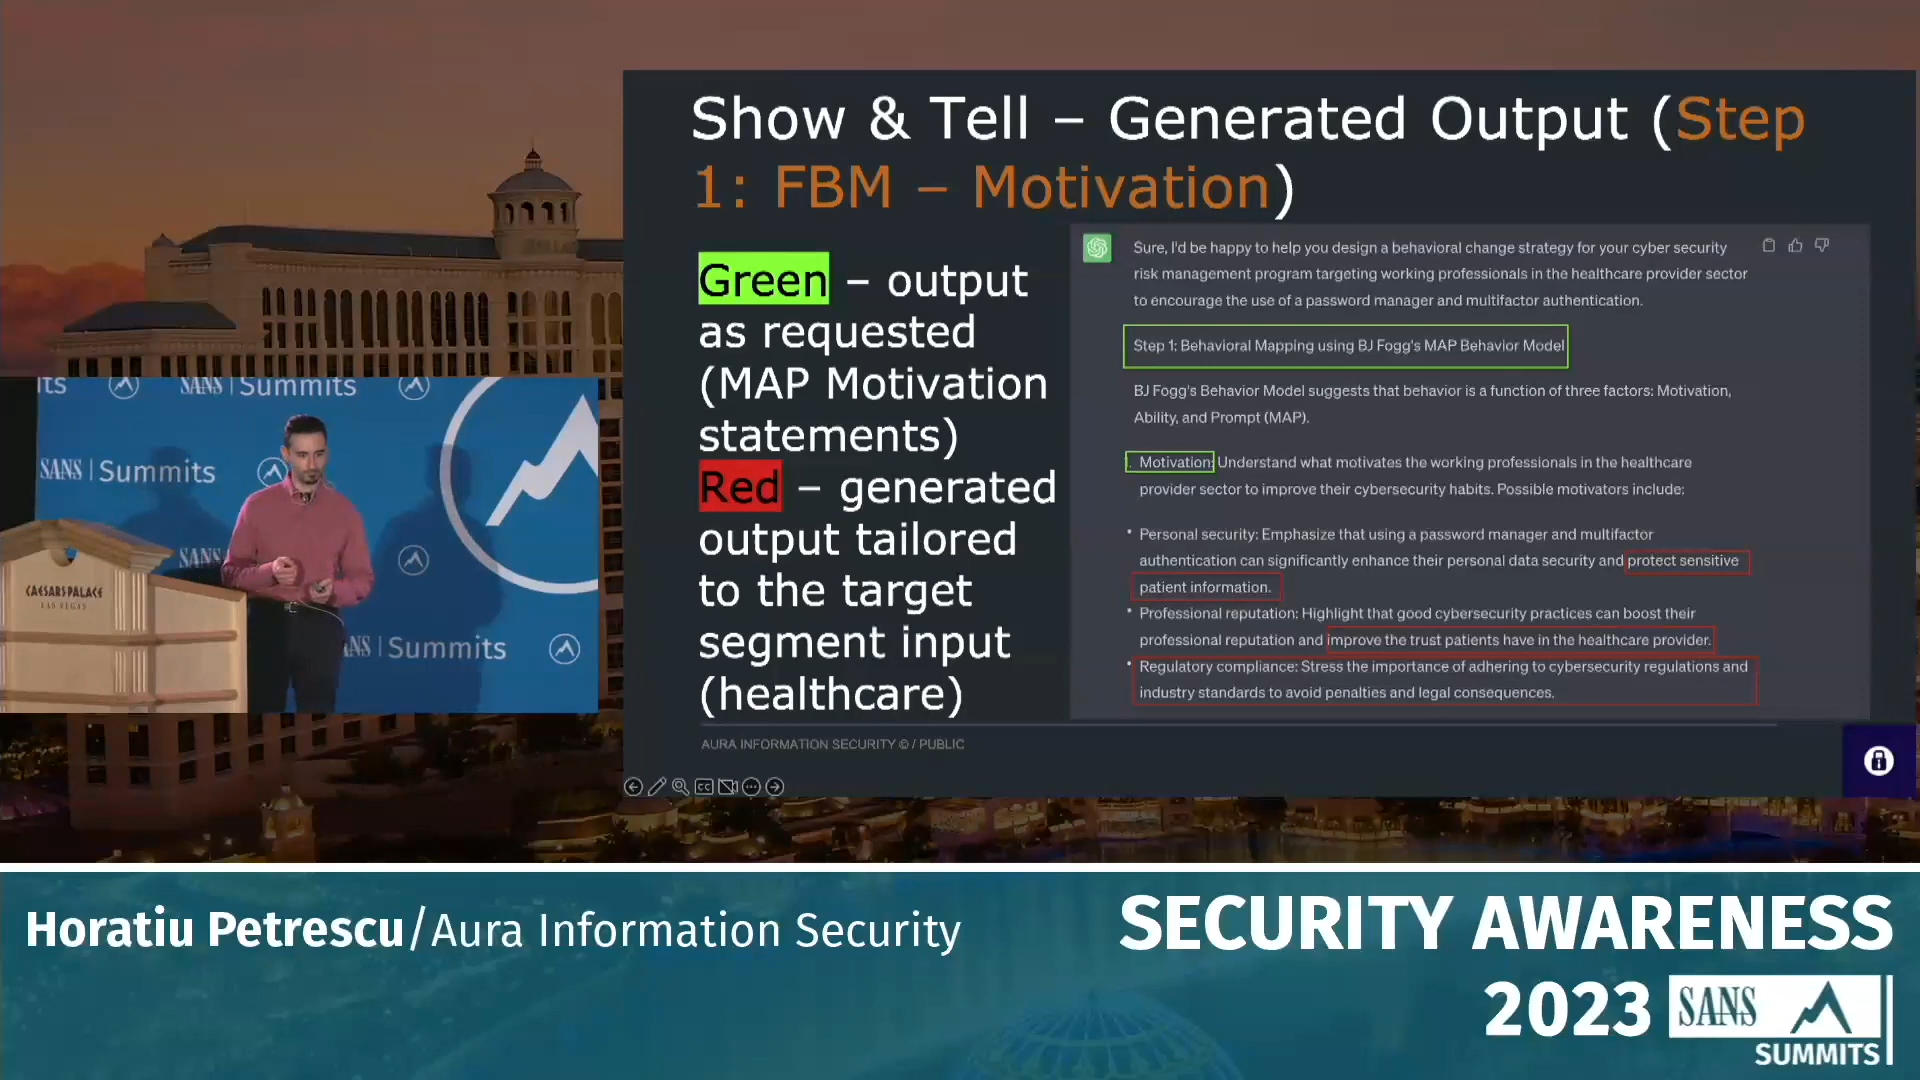 Show & Tell – Generated Output (Step
1: FBM – Motivation)
Green – output
as requested
(MAP Motivation
statements)
Red – generated
output tailored
to the target
segment input
(healthcare)
Sure, I'd be happy to help you design a behavioral change strategy for your cyber security
risk management program targeting working professionals in the healthcare provider sector
to encourage the use of a password manager and multifactor authentication.
Step 1: Behavioral Mapping using BJ Fogg's MAP Behavior Model
BJ Fogg's Behavior Model suggests that behavior is a function of three factors: Motivation,
Ability, and Prompt (MAP).
Motivation: Understand what motivates the working professionals in the healthcare
provider sector to improve their cybersecurity habits. Possible motivators include:
• Personal security: Emphasize that using a password manager and multifactor
authentication can significantly enhance their personal data security and protect sensitive
patient information.
• Professional reputation: Highlight that good cybersecurity practices can boost their
professional reputation and improve the trust patients have in the healthcare provider.
• Regulatory compliance: Stress the importance of adhering to cybersecurity regulations and
industry standards to avoid penalties and legal consequences.
AURA INFORMATION SECURITY © / PUBLIC
CC
its
SANS | Summits
SANS | Summits
SANS
CAESARS PALACE
LAS VEGAS
ANS | Summits
Horatiu Petrescu/Aura Information Security
SECURITY AWARENESS
2023
SANS
SUMMITS